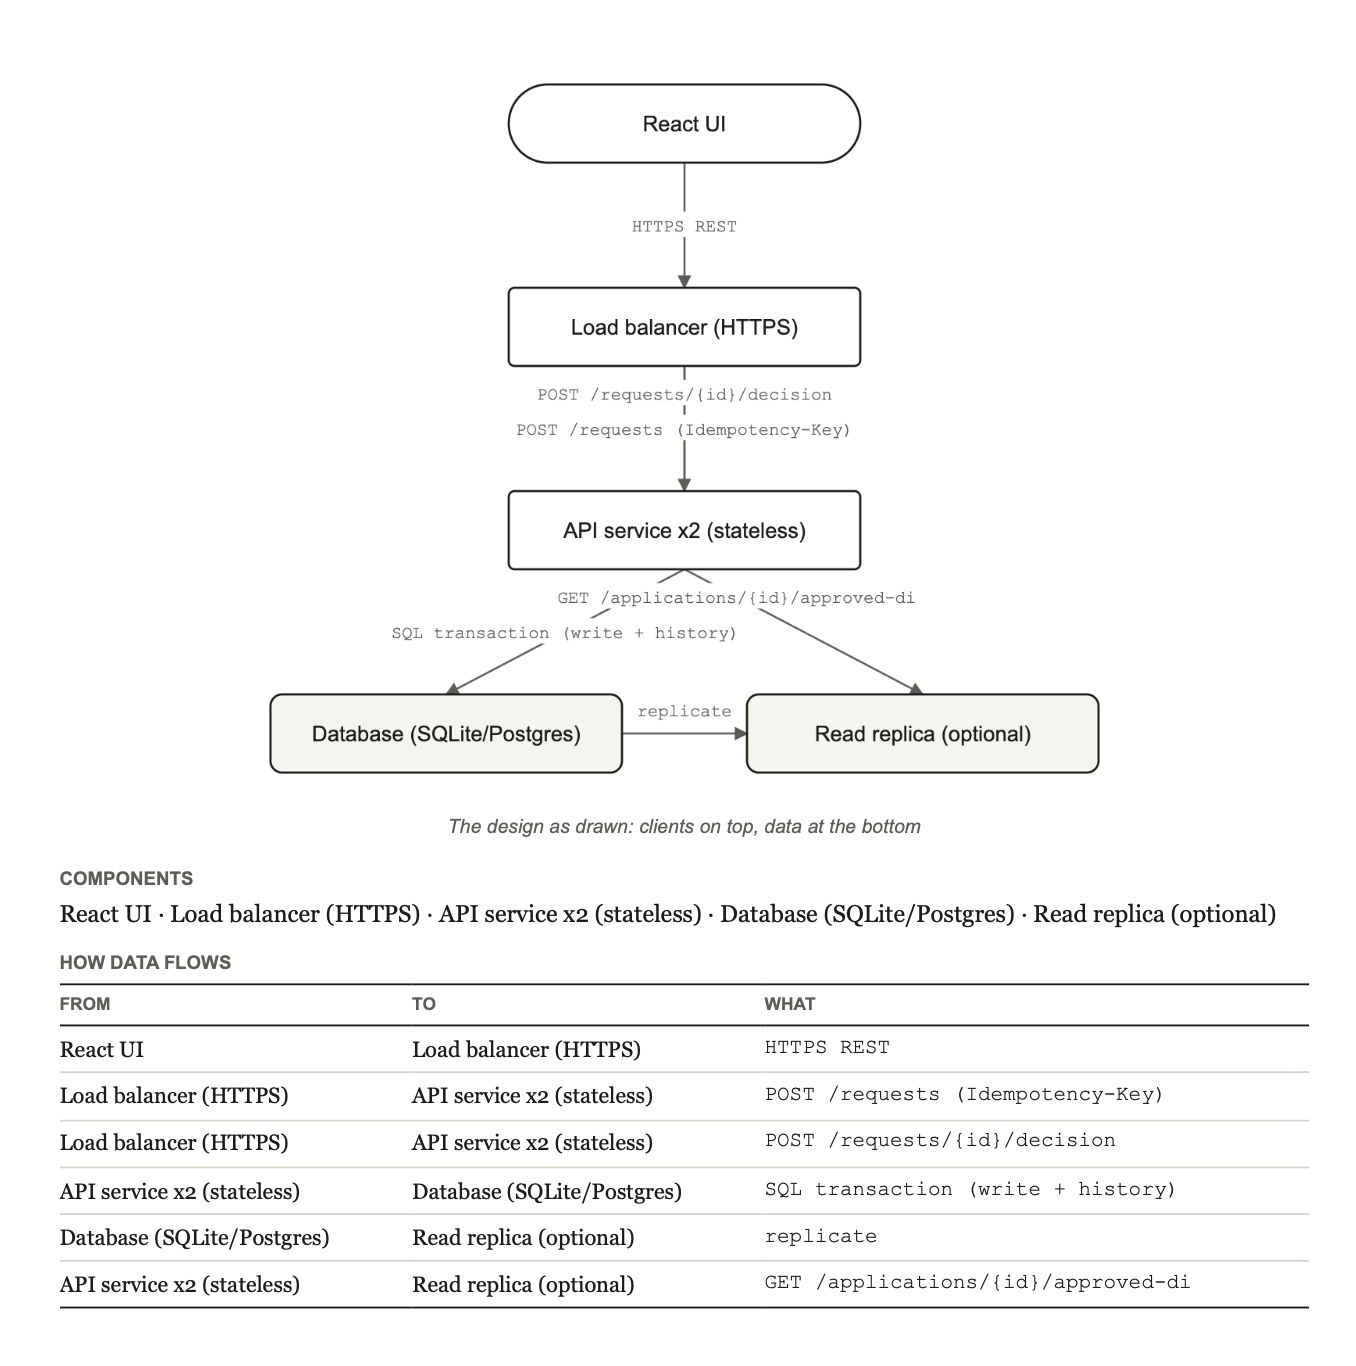 React UI
HTTPS REST
Load balancer (HTTPS)
POST /requests/{id}/decision
POST /requests (Idempotency-Key)
API service x2 (stateless)
GET /applications/{id}/approved-di
SQL transaction (write + history)
replicate
Database (SQLite/Postgres)
Read replica (optional)
The design as drawn: clients on top, data at the bottom
COMPONENTS
React UI · Load balancer (HTTPS) · API service x2 (stateless) · Database (SQLite/Postgres) · Read replica (optional)
HOW DATA FLOWS
FROM TO WHAT
React UI Load balancer (HTTPS) HTTPS REST
Load balancer (HTTPS) API service x2 (stateless) POST /requests (Idempotency-Key)
Load balancer (HTTPS) API service x2 (stateless) POST /requests/{id}/decision
API service x2 (stateless) Database (SQLite/Postgres) SQL transaction (write + history)
Database (SQLite/Postgres) Read replica (optional) replicate
API service x2 (stateless) Read replica (optional) GET /applications/{id}/approved-di